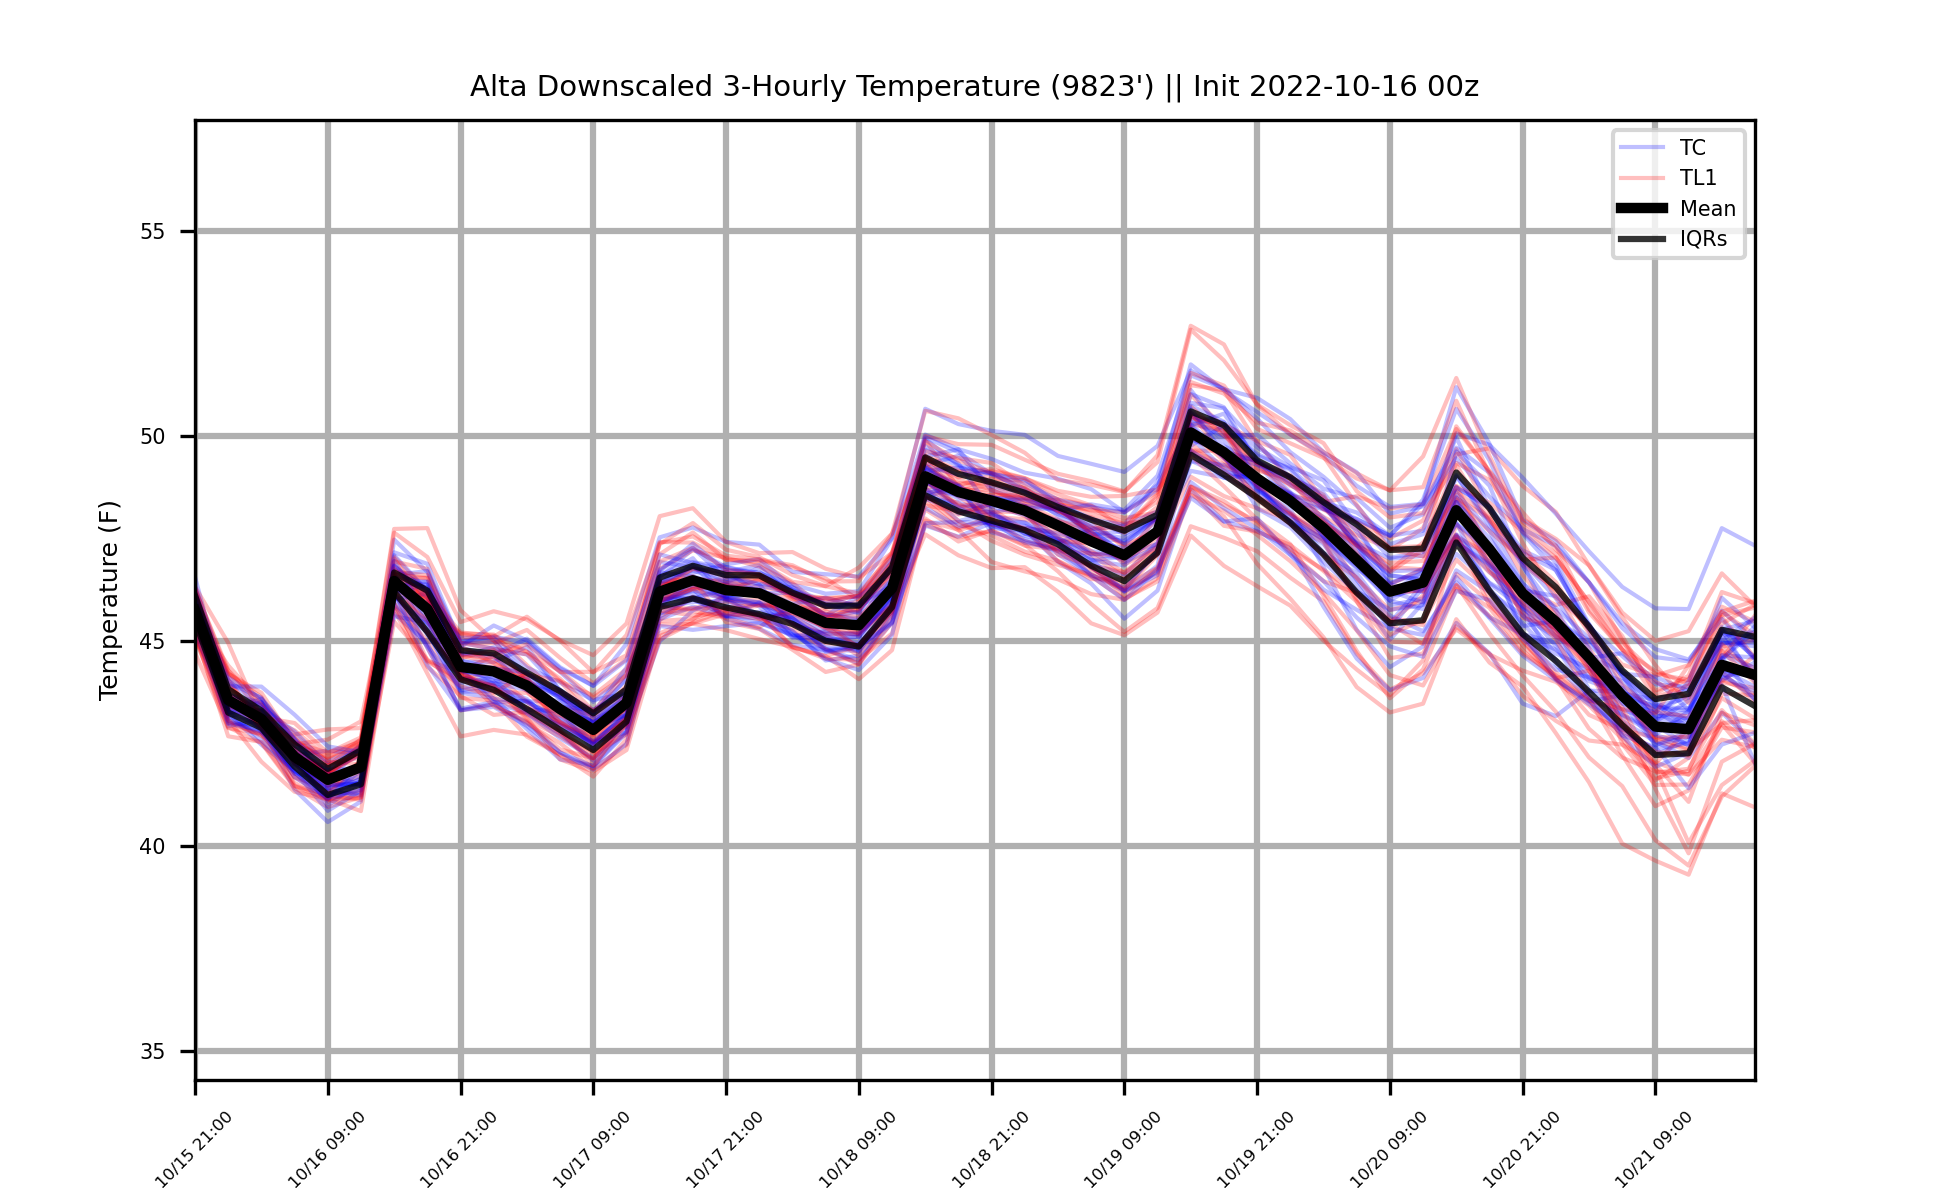 Alta Downscaled 3-Hourly Temperature (9823') || Init 2022-10-16 00z
TC
TL1
Mean
IQRs
Temperature (F)
55
50
45
40
35
10/15 21:00
10/16 09:00
10/16 21:00
10/17 09:00
10/17 21:00
10/18 09:00
10/18 21:00
10/19 09:00
10/19 21:00
10/20 09:00
10/20 21:00
10/21 09:00